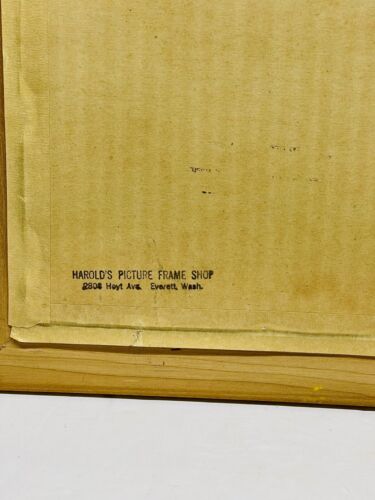 HAROLD'S PICTURE FRAME SHOP
2808 Hoyt Ave. Everett, Wash.